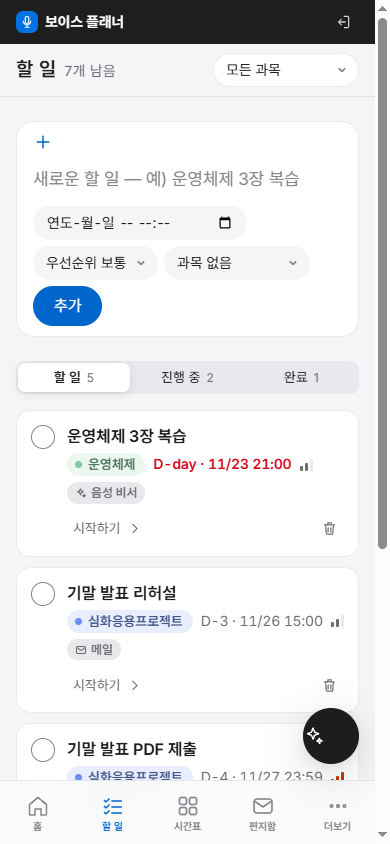 보이스 플래너
할 일 7개 남음
모든 과목
새로운 할 일 — 예) 운영체제 3장 복습
연도-월-일 -- --:--
우선순위 보통
과목 없음
추가
할 일 5
진행 중 2
완료 1
운영체제 3장 복습
운영체제 D-day · 11/23 21:00
음성 비서
시작하기
기말 발표 리허설
심화응용프로젝트 D-3 · 11/26 15:00
메일
시작하기
기말 발표 PDF 제출
심화응용프로젝트 D-4 · 11/27 23:59
홈
할 일
시간표
편지함
더보기